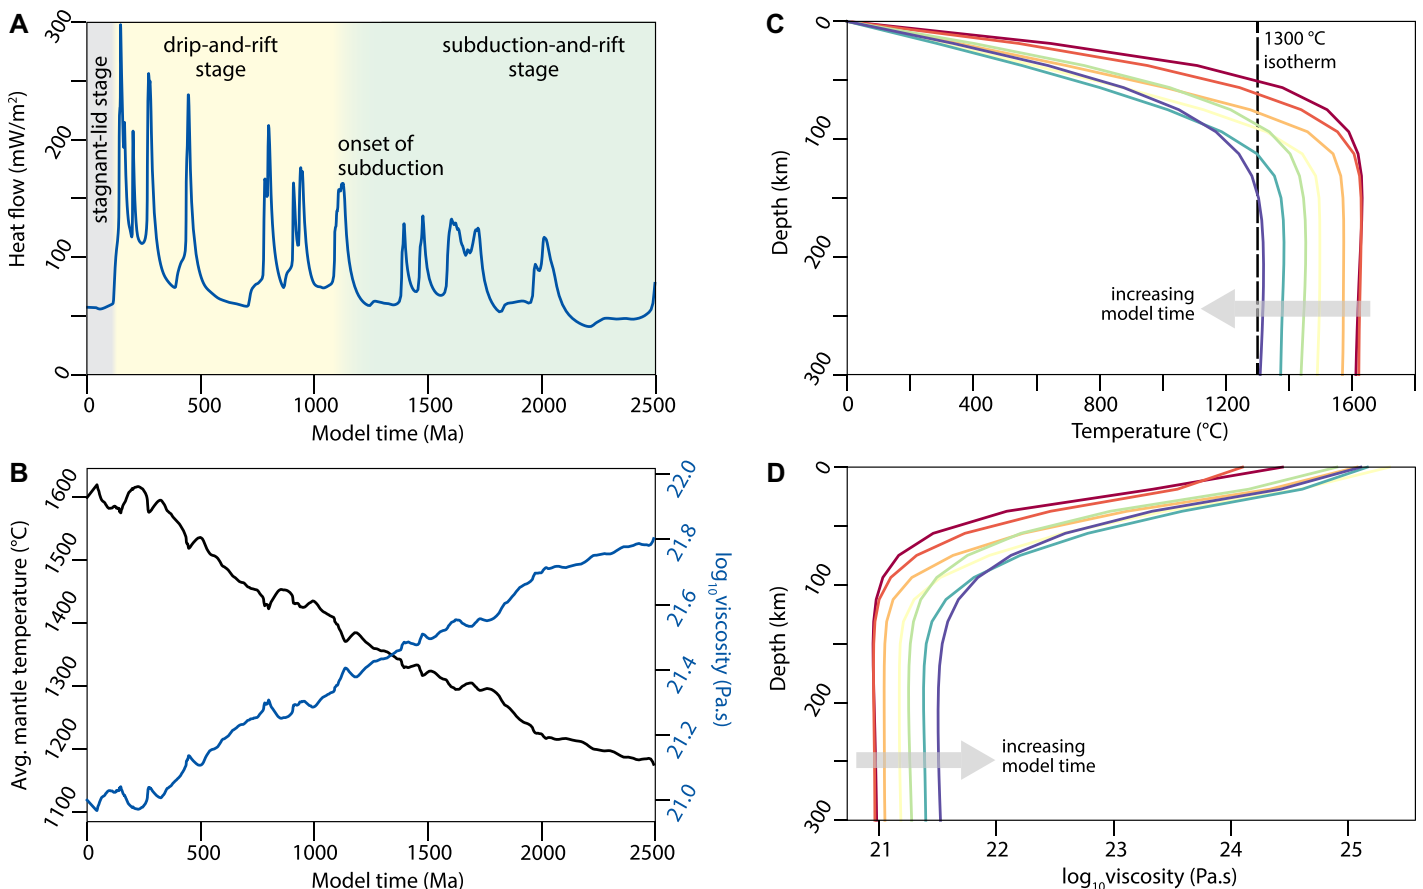 A
300
200
100
0
Heat flow (mW/m²)
stagnant-lid stage
drip-and-rift
stage
subduction-and-rift
stage
onset of
subduction
0
500
1000
1500
2000
2500
Model time (Ma)
B
1600
1500
1400
1300
1200
1100
Avg. mantle temperature (°C)
22.0
21.8
21.6
21.4
21.2
21.0
log₁₀viscosity (Pa.s)
0
500
1000
1500
2000
2500
Model time (Ma)
C
0
100
200
300
Depth (km)
1300 °C
isotherm
increasing
model time
0
400
800
1200
1600
Temperature (°C)
D
0
100
200
300
Depth (km)
increasing
model time
21
22
23
24
25
log₁₀viscosity (Pa.s)